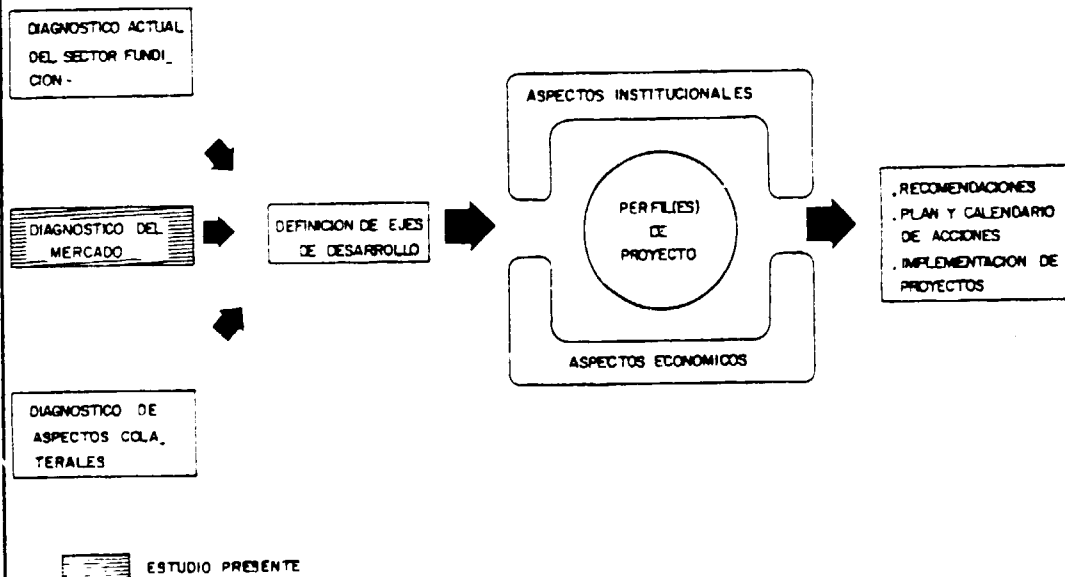 DIAGNOSTICO ACTUAL
DEL SECTOR FUNDI_
CION -
DIAGNOSTICO DEL
MERCADO
DIAGNOSTICO DE
ASPECTOS COLA_
TERALES
DEFINICION DE EJES
DE DESARROLLO
ASPECTOS INSTITUCIONALES
PERFIL(ES)
DE
PROYECTO
ASPECTOS ECONOMICOS
. RECOMENDACIONES
. PLAN Y CALENDARIO
DE ACCIONES
. IMPLEMENTACION DE
PROYECTOS
ESTUDIO PRESENTE